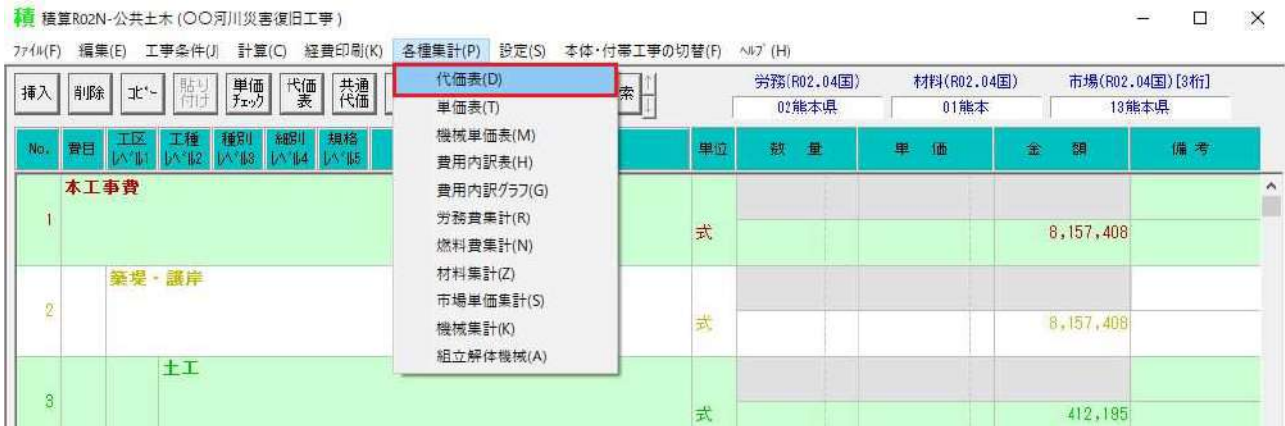 積 積算R02N-公共土木 (〇〇河川災害復旧工事)
ﾌｧｲﾙ(F) 編集(E) 工事条件(J) 計算(C) 経費印刷(K) 各種集計(P) 設定(S) 本体・付帯工事の切替(F) ﾍﾙﾌﾟ(H)
挿入 削除 ｺﾋﾟｰ 貼り付け 単価ﾁｪｯｸ 代価表 共通代価 索
労務(R02.04国) 材料(R02.04国) 市場(R02.04国)[3桁]
02熊本県 01熊本 13熊本県
代価表(D)
単価表(T)
機械単価表(M)
費用内訳表(H)
費用内訳グラフ(G)
労務費集計(R)
燃料費集計(N)
材料集計(Z)
市場単価集計(S)
機械集計(K)
組立解体機械(A)
No. 費目 工区ﾚﾍﾞﾙ1 工種ﾚﾍﾞﾙ2 種別ﾚﾍﾞﾙ3 細別ﾚﾍﾞﾙ4 規格ﾚﾍﾞﾙ5 単位 数量 単価 金額 備考
本工事費
1 式 8,157,408
築堤・護岸
2 式 8,157,408
土工
3 式 412,195